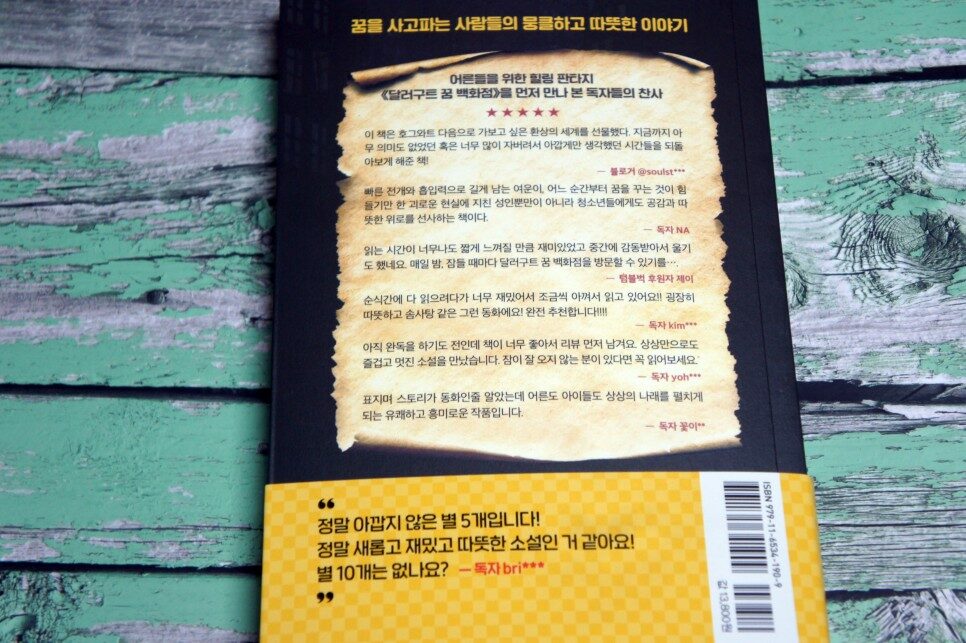 꿈을 사고파는 사람들의 뭉클하고 따뜻한 이야기
어른들을 위한 힐링 판타지
《달러구트 꿈 백화점》을 먼저 만나 본 독자들의 찬사
★★★★★
이 책은 호그와트 다음으로 가보고 싶은 환상의 세계를 선물했다. 지금까지 아
무 의미도 없었던 혹은 너무 많이 자버려서 아깝게만 생각했던 시간들을 되돌
아보게 해준 책!
— 블로거 @soulst***
빠른 전개와 흡입력으로 길게 남는 여운이, 어느 순간부터 꿈을 꾸는 것이 힘
들기만 한 괴로운 현실에 지친 성인뿐만이 아니라 청소년들에게도 공감과 따
뜻한 위로를 선사하는 책이다.
— 독자 NA
읽는 시간이 너무나도 짧게 느껴질 만큼 재미있었고 중간에 감동받아서 울기
도 했네요. 매일 밤, 잠들 때마다 달러구트 꿈 백화점을 방문할 수 있기를….
— 텀블벅 후원자 제이
순식간에 다 읽으려다가 너무 재밌어서 조금씩 아껴서 읽고 있어요!! 굉장히
따뜻하고 솜사탕 같은 그런 동화에요! 완전 추천합니다!!!!
— 독자 kim***
아직 완독을 하기도 전인데 책이 너무 좋아서 리뷰 먼저 남겨요. 상상만으로도
즐겁고 멋진 소설을 만났습니다. 잠이 잘 오지 않는 분이 있다면 꼭 읽어보세요.
— 독자 yoh***
표지며 스토리가 동화인줄 알았는데 어른도 아이들도 상상의 나래를 펼치게
되는 유쾌하고 흥미로운 작품입니다.
— 독자 꽃이**
❝
정말 아깝지 않은 별 5개입니다!
정말 새롭고 재밌고 따뜻한 소설인 거 같아요!
별 10개는 없나요? — 독자 bri***
❞
ISBN 979-11-6534-190-9
값 13,800원